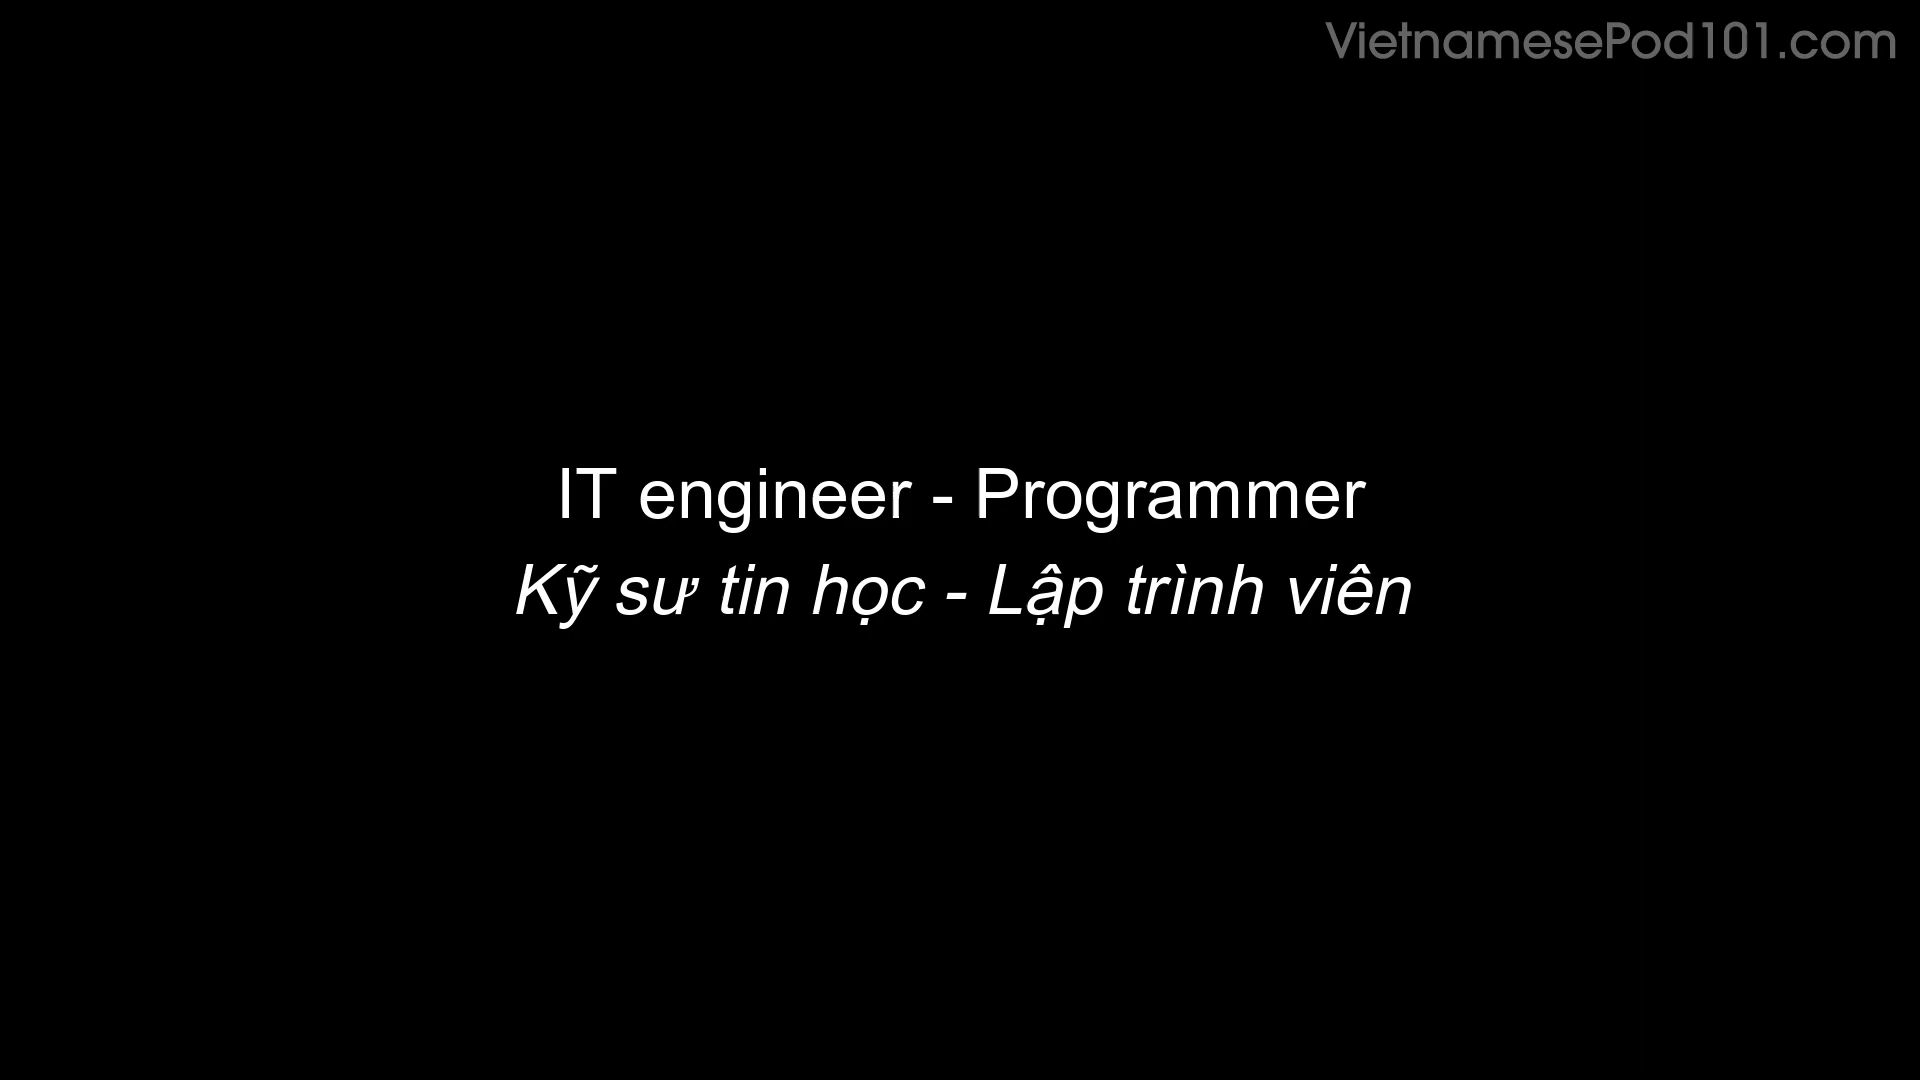 VietnamesePod101.com
IT engineer - Programmer
Kỹ sư tin học - Lập trình viên